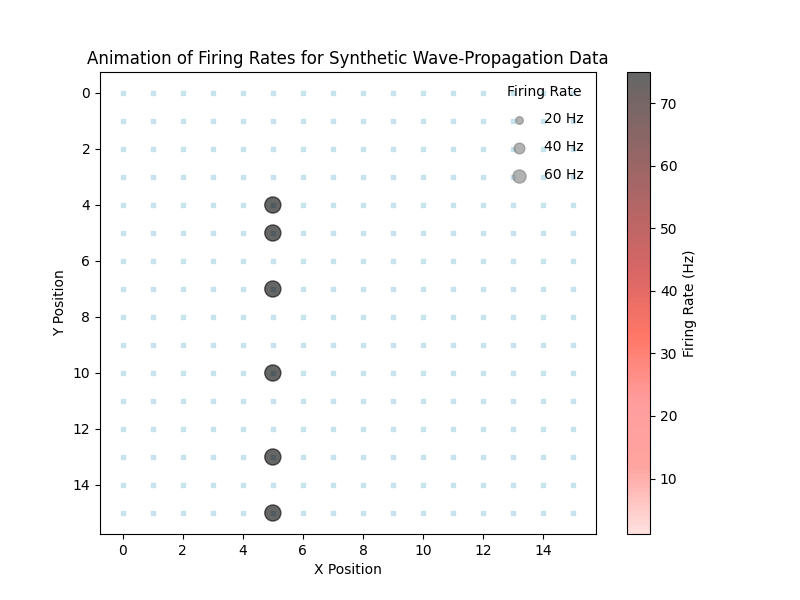 Animation of Firing Rates for Synthetic Wave-Propagation Data
Firing Rate
20 Hz
40 Hz
60 Hz
0
2
4
6
8
10
12
14
Y Position
0 2 4 6 8 10 12 14
X Position
70
60
50
40
30
20
10
Firing Rate (Hz)